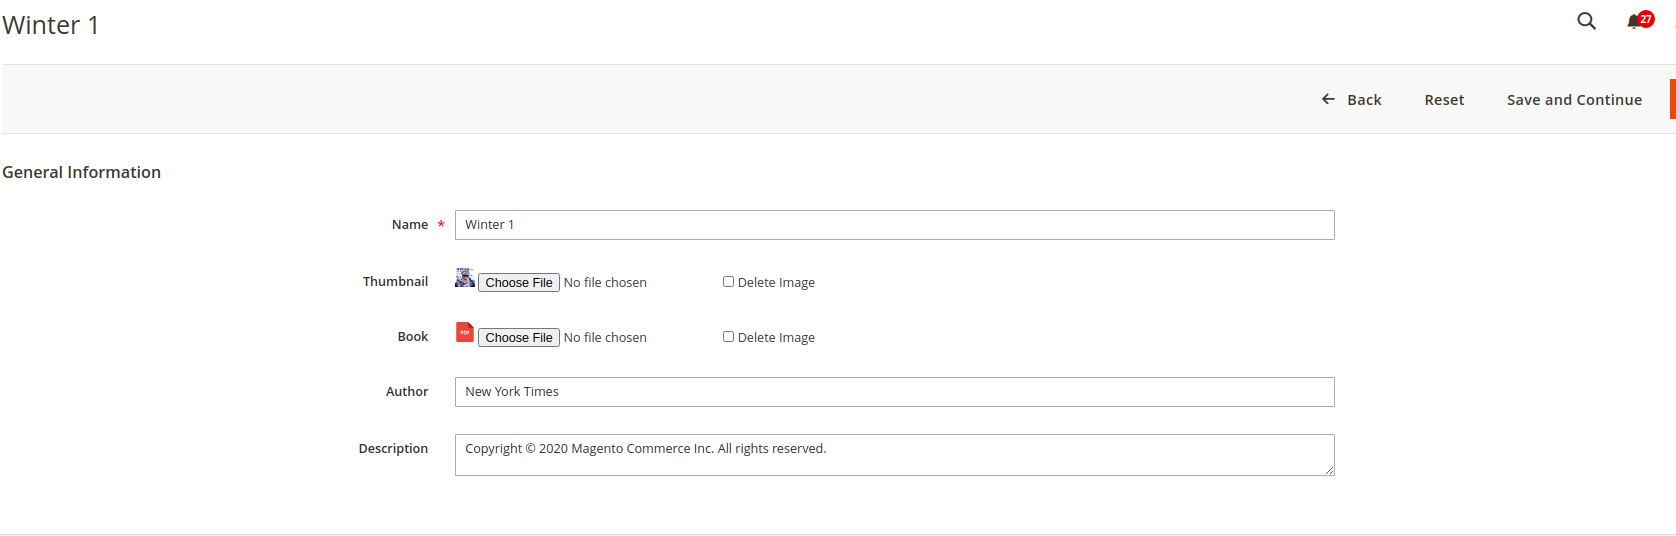 Winter 1
27
Back
Reset
Save and Continue
General Information
Name *
Winter 1
Thumbnail
Choose File No file chosen
Delete Image
Book
PDF
Choose File No file chosen
Delete Image
Author
New York Times
Description
Copyright © 2020 Magento Commerce Inc. All rights reserved.